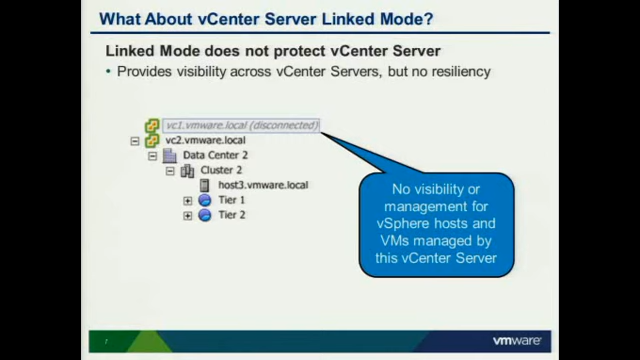 What About vCenter Server Linked Mode?
Linked Mode does not protect vCenter Server
• Provides visibility across vCenter Servers, but no resiliency
vc1.vmware.local (disconnected)
vc2.vmware.local
Data Center 2
Cluster 2
host3.vmware.local
Tier 1
Tier 2
No visibility or
management for
vSphere hosts and
VMs managed by
this vCenter Server
vmware